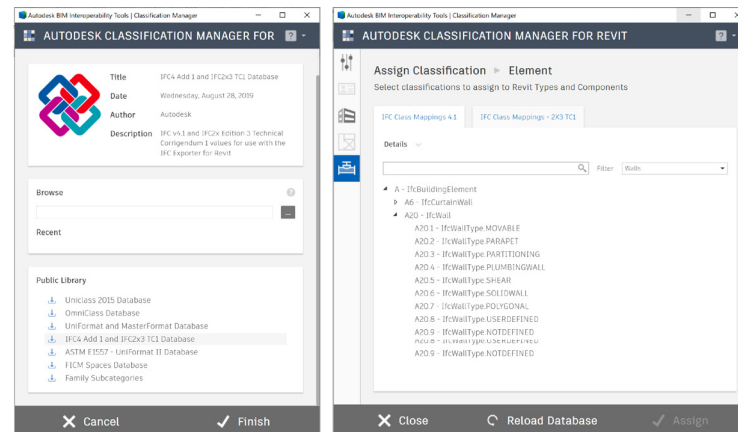 Autodesk BIM Interoperability Tools | Classification Manager
AUTODESK CLASSIFICATION MANAGER FOR
Title IFC4 Add 1 and IFC2x3 TC1 Database
Date Wednesday, August 28, 2019
Author Autodesk
Description IFC v4.1 and IFC2x Edition 3 Technical
Corrigendum 1 values for use with the
IFC Exporter for Revit
Browse
...
Recent
Public Library
Uniclass 2015 Database
OmniClass Database
UniFormat and MasterFormat Database
IFC4 Add 1 and IFC2x3 TC1 Database
ASTM E1557 - UniFormat II Database
FICM Spaces Database
Family Subcategories
Cancel Finish
Autodesk BIM Interoperability Tools | Classification Manager
AUTODESK CLASSIFICATION MANAGER FOR REVIT
Assign Classification Element
Select classifications to assign to Revit Types and Components
IFC Class Mappings 4.1 IFC Class Mappings - 2X3 TC1
Details
Filter Walls
A - IfcBuildingElement
A6 - IfcCurtainWall
A20 - IfcWall
A20.1 - IfcWallType.MOVABLE
A20.2 - IfcWallType.PARAPET
A20.3 - IfcWallType.PARTITIONING
A20.4 - IfcWallType.PLUMBINGWALL
A20.5 - IfcWallType.SHEAR
A20.6 - IfcWallType.SOLIDWALL
A20.7 - IfcWallType.POLYGONAL
A20.8 - IfcWallType.USERDEFINED
A20.9 - IfcWallType.NOTDEFINED
A20.8 - IfcWallType.USERDEFINED
A20.9 - IfcWallType.NOTDEFINED
Close Reload Database Assign